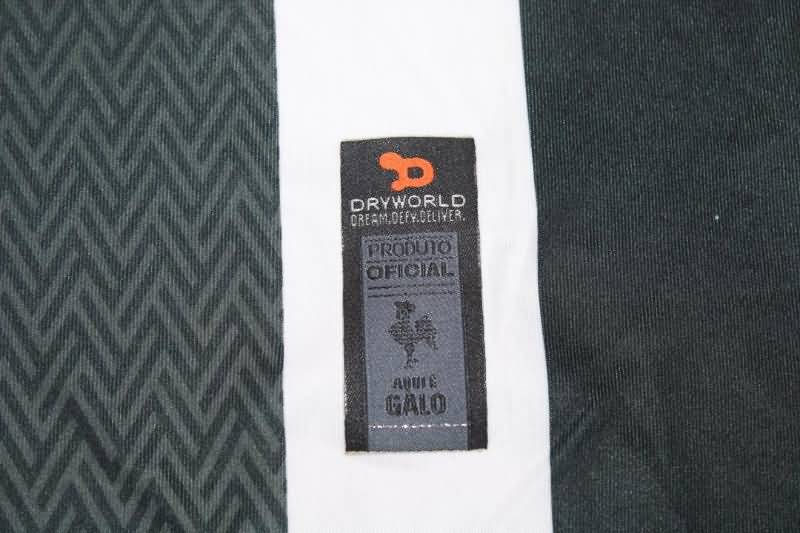 DRYWORLD
DREAM.DEFY.DELIVER.
PRODUTO
OFICIAL
AQUI É
GALO